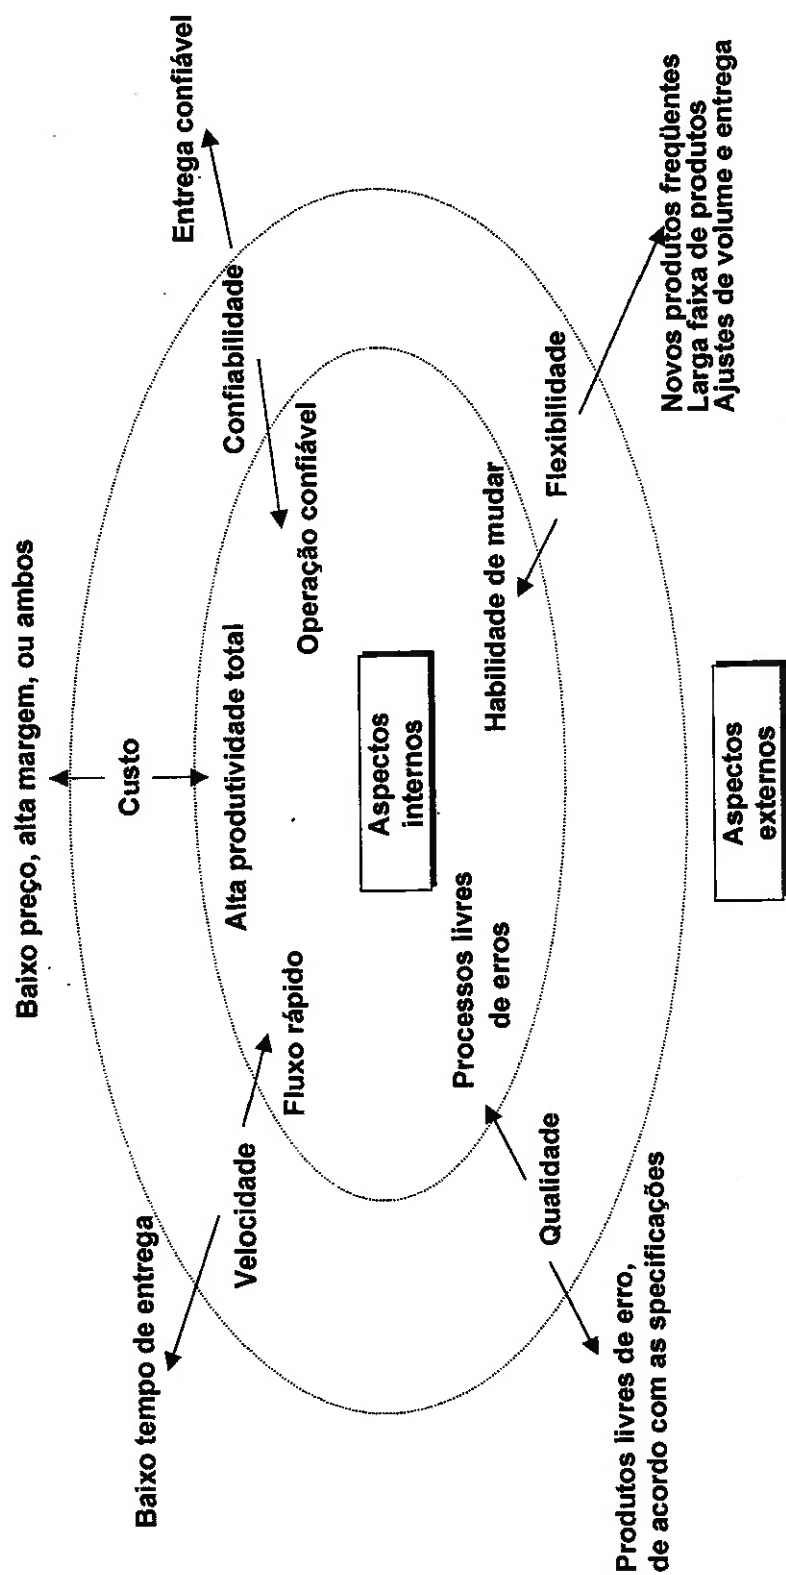 Baixo preço, alta margem, ou ambos
Custo
Baixo tempo de entrega
Entrega confiável
Velocidade
Confiabilidade
Alta produtividade total
Fluxo rápido
Operação confiável
Aspectos
internos
Processos livres
de erros
Habilidade de mudar
Qualidade
Flexibilidade
Produtos livres de erro,
de acordo com as specificações
Novos produtos freqüentes
Larga faixa de produtos
Ajustes de volume e entrega
Aspectos
externos